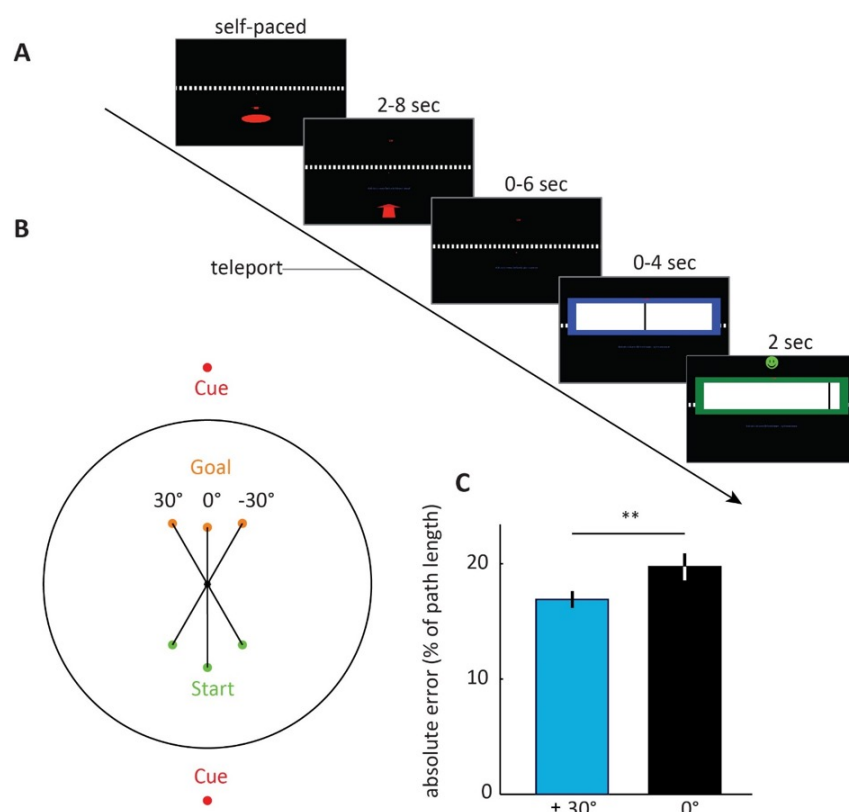 A
self-paced
2-8 sec
0-6 sec
teleport
0-4 sec
2 sec
B
Cue
Goal
30° 0° -30°
Start
Cue
C
absolute error (% of path length)
**
20
10
0
± 30° 0°